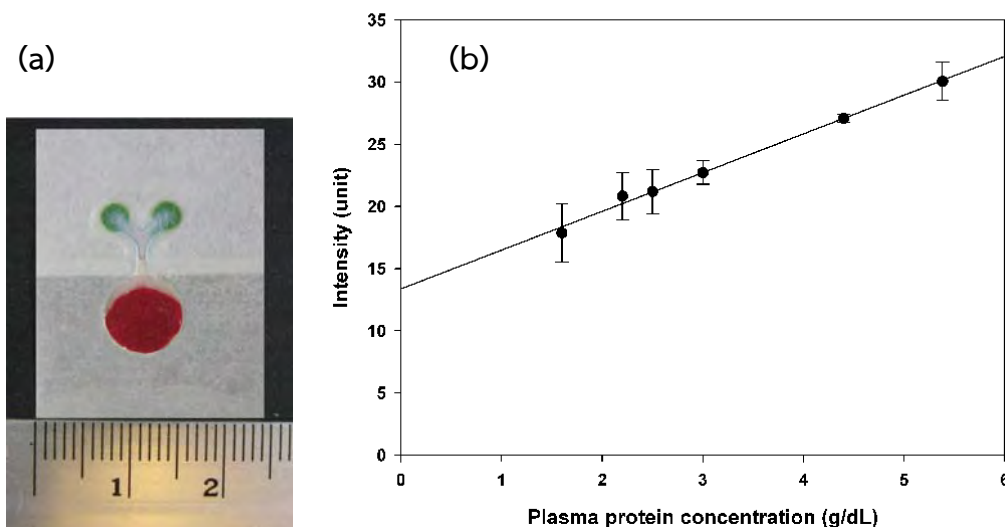 (a)
1 2
(b)
Intensity (unit)
35
30
25
20
15
10
5
0
0 1 2 3 4 5 6
Plasma protein concentration (g/dL)